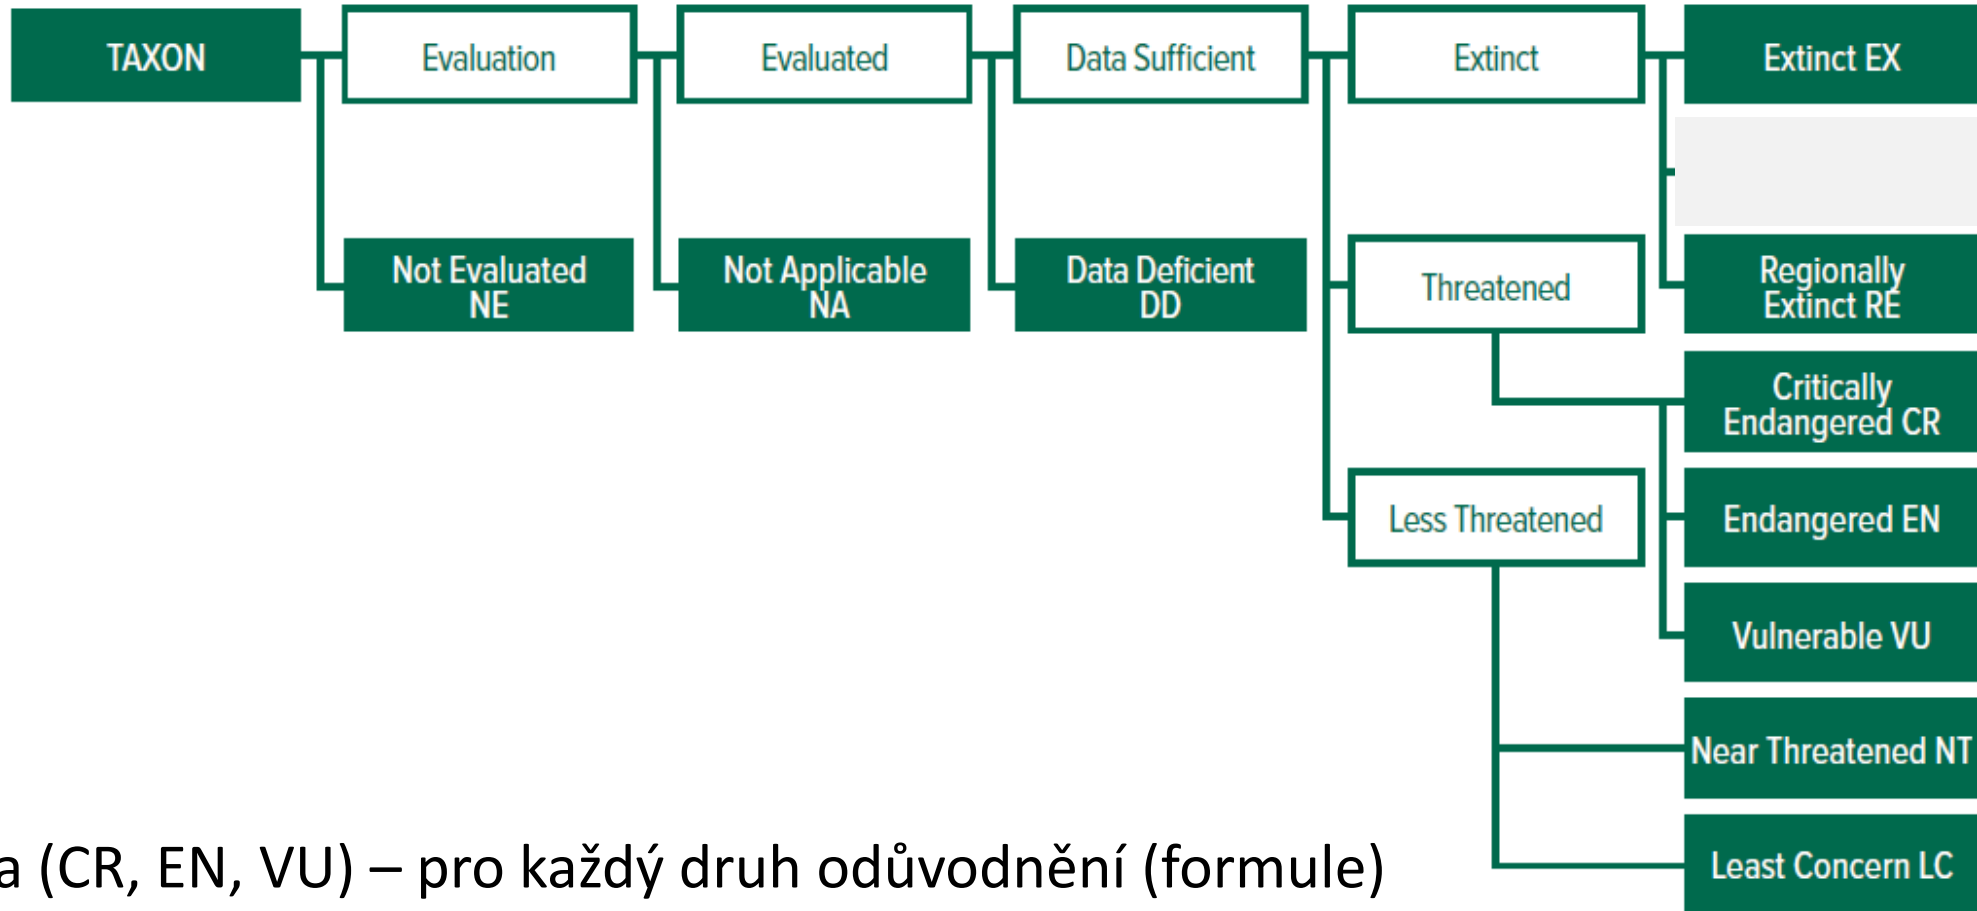 TAXON
Evaluation
Evaluated
Data Sufficient
Extinct
Extinct EX
Not Evaluated
NE
Not Applicable
NA
Data Deficient
DD
Threatened
Regionally
Extinct RE
Critically
Endangered CR
Less Threatened
Endangered EN
Vulnerable VU
Near Threatened NT
Least Concern LC
a (CR, EN, VU) – pro každý druh odůvodnění (formule)